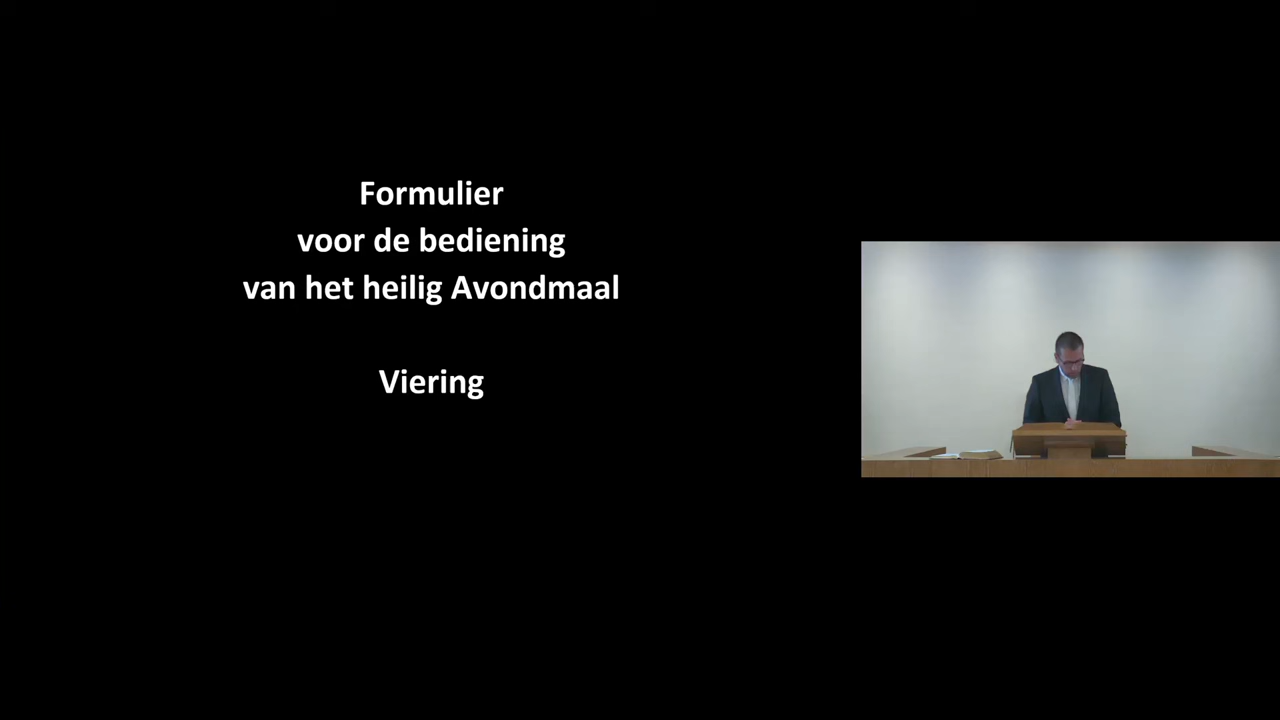 Formulier
voor de bediening
van het heilig Avondmaal
Viering